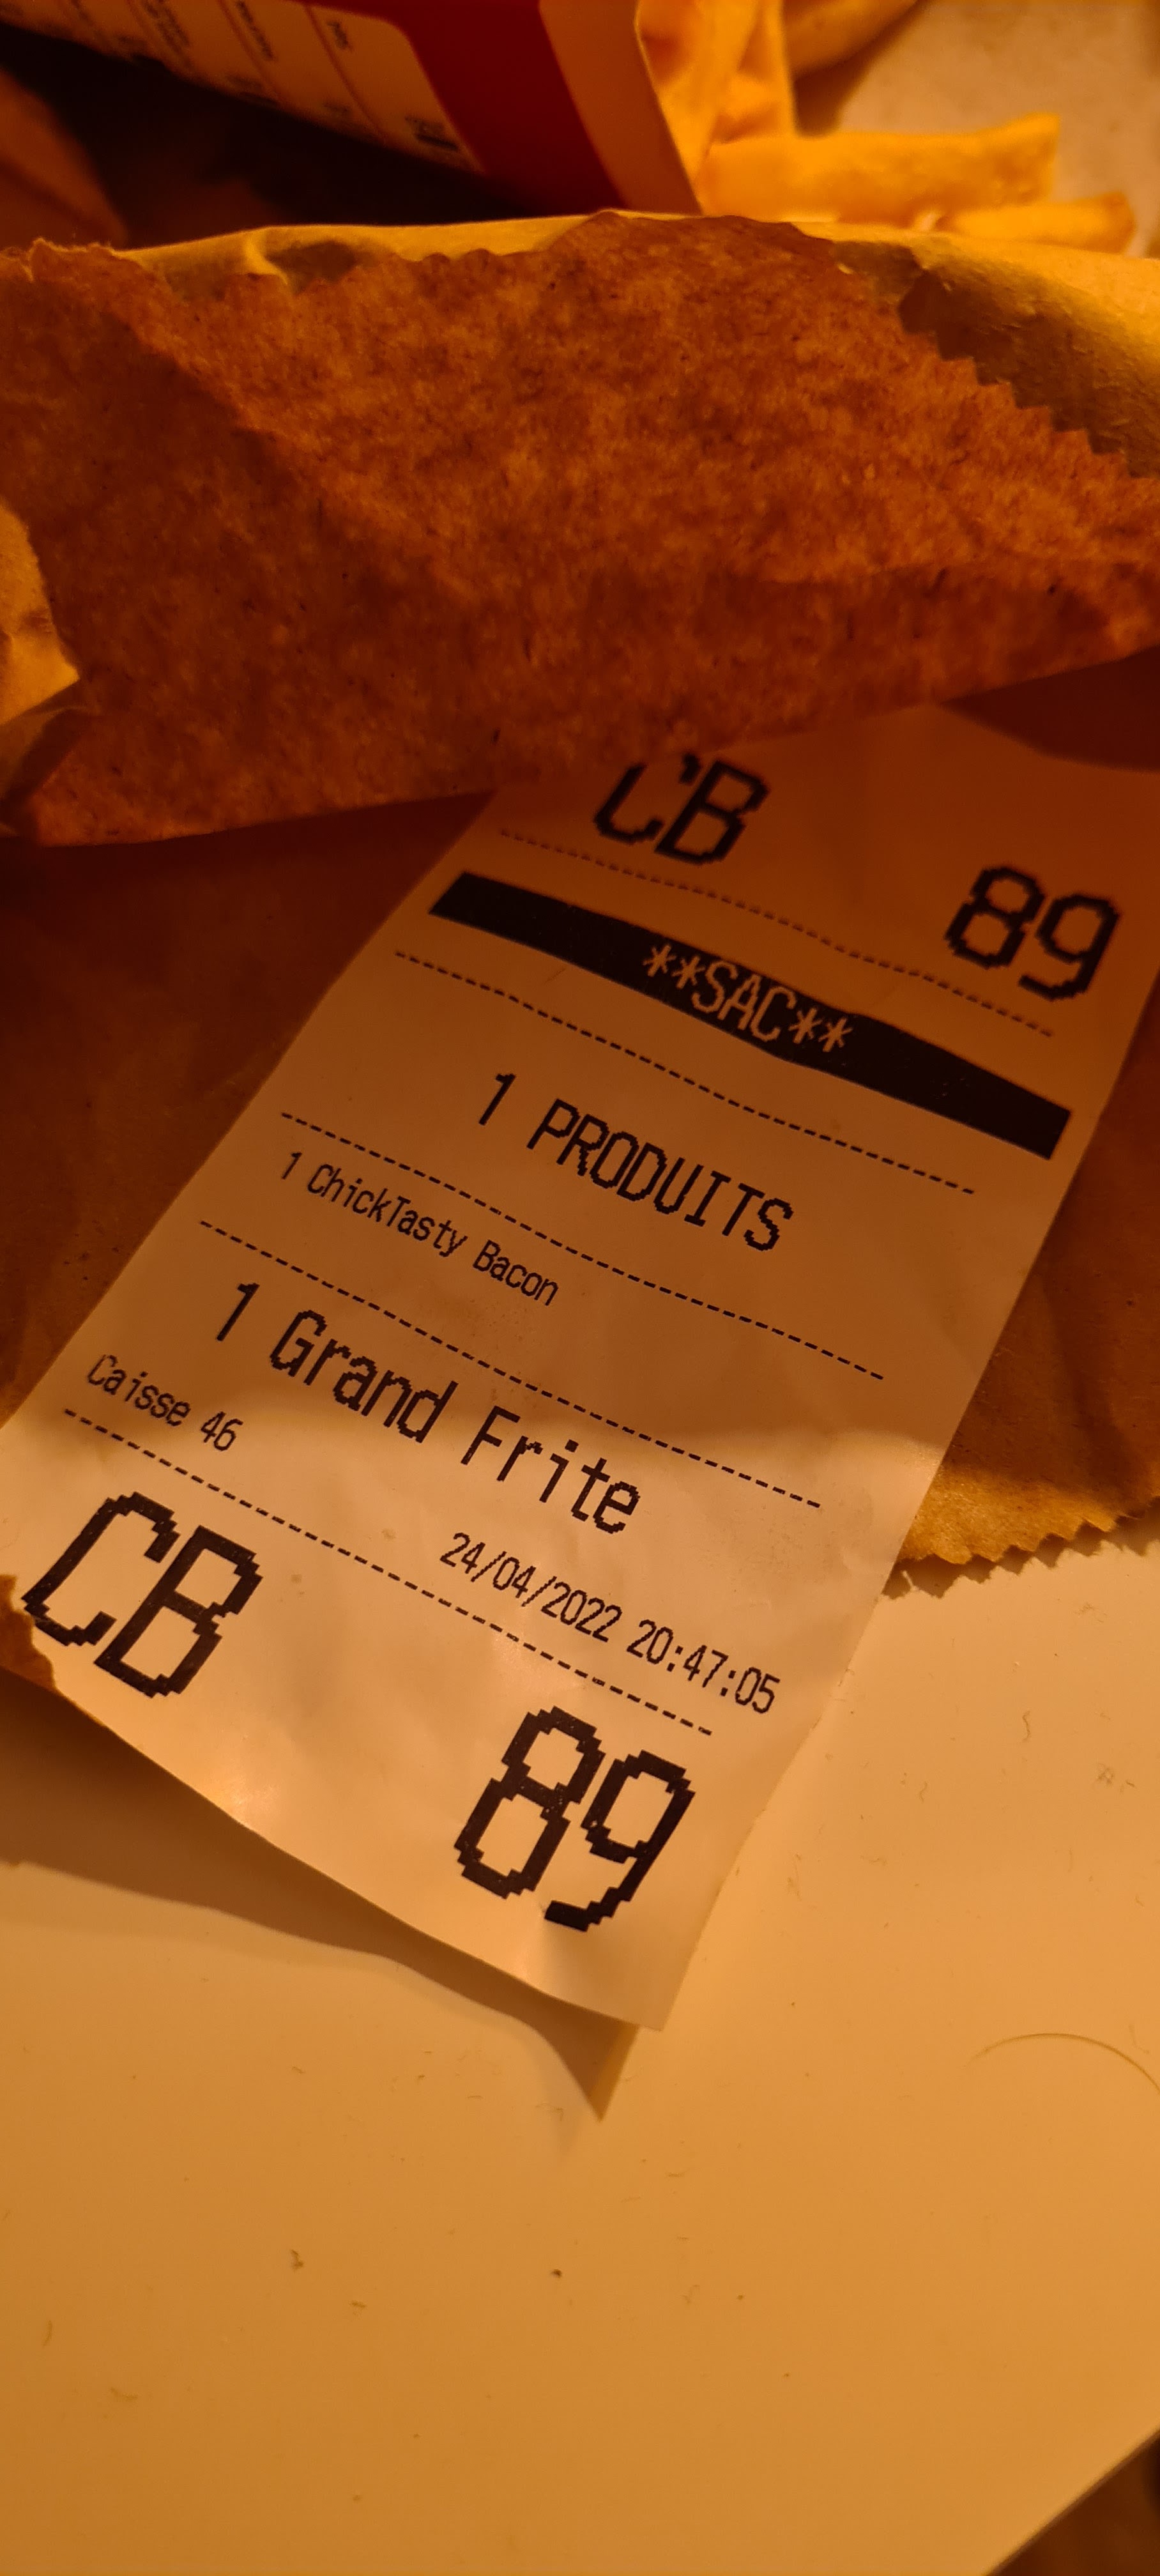 CB 89
**SAC**
1 PRODUITS
1 ChickTasty Bacon
1 Grand Frite
Caisse 46 24/04/2022 20:47:05
CB 89